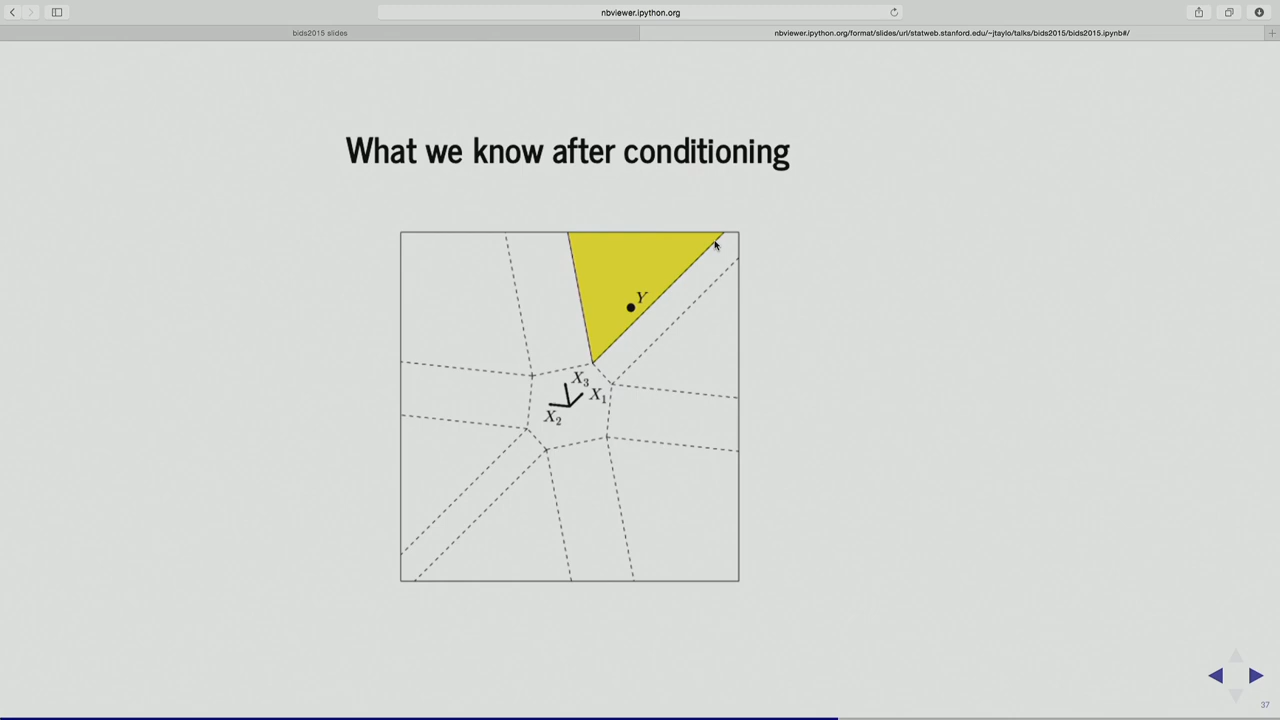 nbviewer.ipython.org
bids2015 slides
nbviewer.ipython.org/format/slides/url/statweb.stanford.edu/~jtaylo/talks/bids2015/bids2015.ipynb#/
What we know after conditioning
Y
X3
X1
X2
37